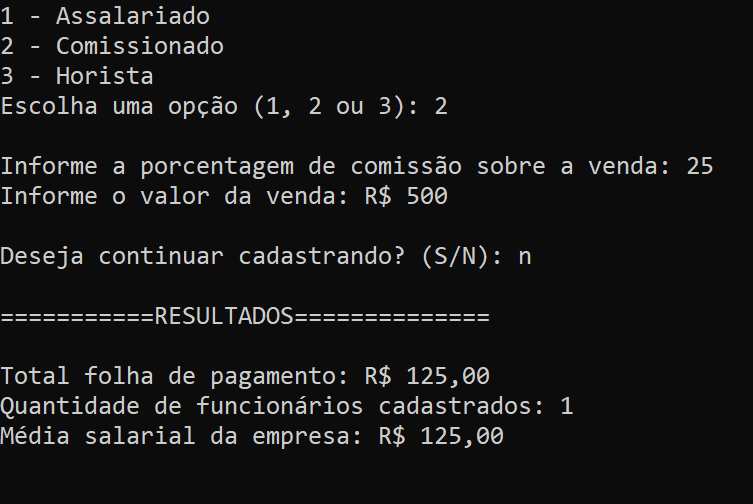 1 - Assalariado
2 - Comissionado
3 - Horista
Escolha uma opção (1, 2 ou 3): 2
Informe a porcentagem de comissão sobre a venda: 25
Informe o valor da venda: R$ 500
Deseja continuar cadastrando? (S/N): n
===========RESULTADOS==============
Total folha de pagamento: R$ 125,00
Quantidade de funcionários cadastrados: 1
Média salarial da empresa: R$ 125,00